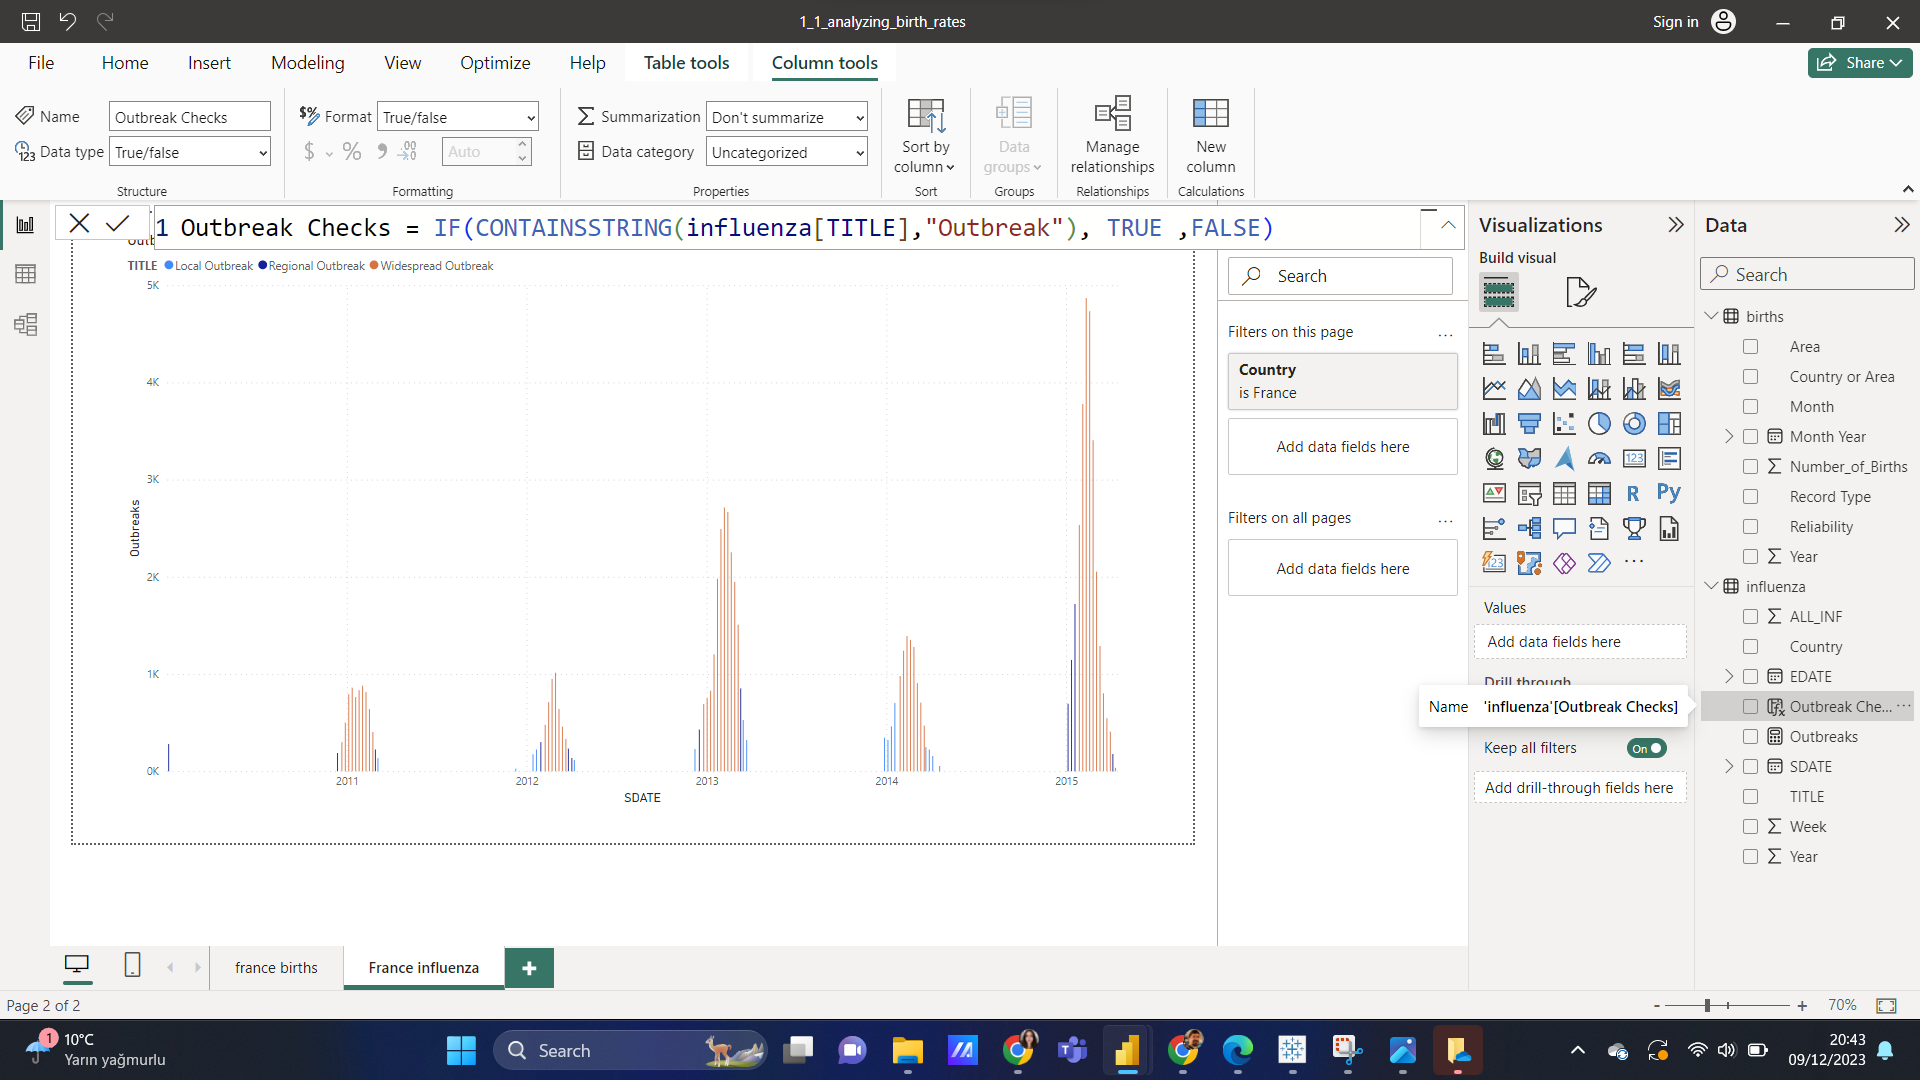 1_1_analyzing_birth_rates
Sign in
File Home Insert Modeling View Optimize Help Table tools Column tools
Share
Name Outbreak Checks
Format True/false
Summarization Don't summarize
Data type True/false
$ % 9 .00 Auto
Data category Uncategorized
Sort by column
Data groups
Manage relationships
New column
Structure
Formatting
Properties
Sort
Groups
Relationships
Calculations
1 Outbreak Checks = IF(CONTAINSSTRING(influenza[TITLE],"Outbreak"), TRUE ,FALSE)
TITLE Local Outbreak Regional Outbreak Widespread Outbreak
5K
4K
3K
2K
1K
0K
Outbreaks
2011 2012 2013 2014 2015
SDATE
Search
Filters on this page ...
Country
is France
Add data fields here
Filters on all pages ...
Add data fields here
Visualizations
Build visual
123
R Py
123
...
Values
Add data fields here
Drill through
Name 'influenza'[Outbreak Checks]
Keep all filters On
Add drill-through fields here
Data
Search
births
Area
Country or Area
Month
Month Year
Number_of_Births
Record Type
Reliability
Year
influenza
ALL_INF
Country
EDATE
Outbreak Che... ...
Outbreaks
SDATE
TITLE
Week
Year
france births France influenza +
Page 2 of 2
- + 70%
1
10°C
Yarın yağmurlu
Search
20:43
09/12/2023